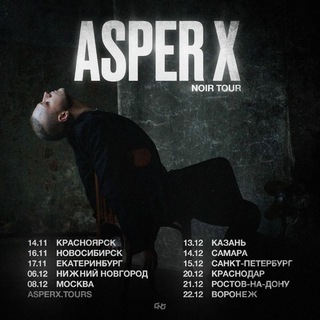 ASPER X
NOIR TOUR
14.11 КРАСНОЯРСК
16.11 НОВОСИБИРСК
17.11 ЕКАТЕРИНБУРГ
06.12 НИЖНИЙ НОВГОРОД
08.12 МОСКВА
ASPERX.TOURS
13.12 КАЗАНЬ
14.12 САМАРА
15.12 САНКТ-ПЕТЕРБУРГ
20.12 КРАСНОДАР
21.12 РОСТОВ-НА-ДОНУ
22.12 ВОРОНЕЖ